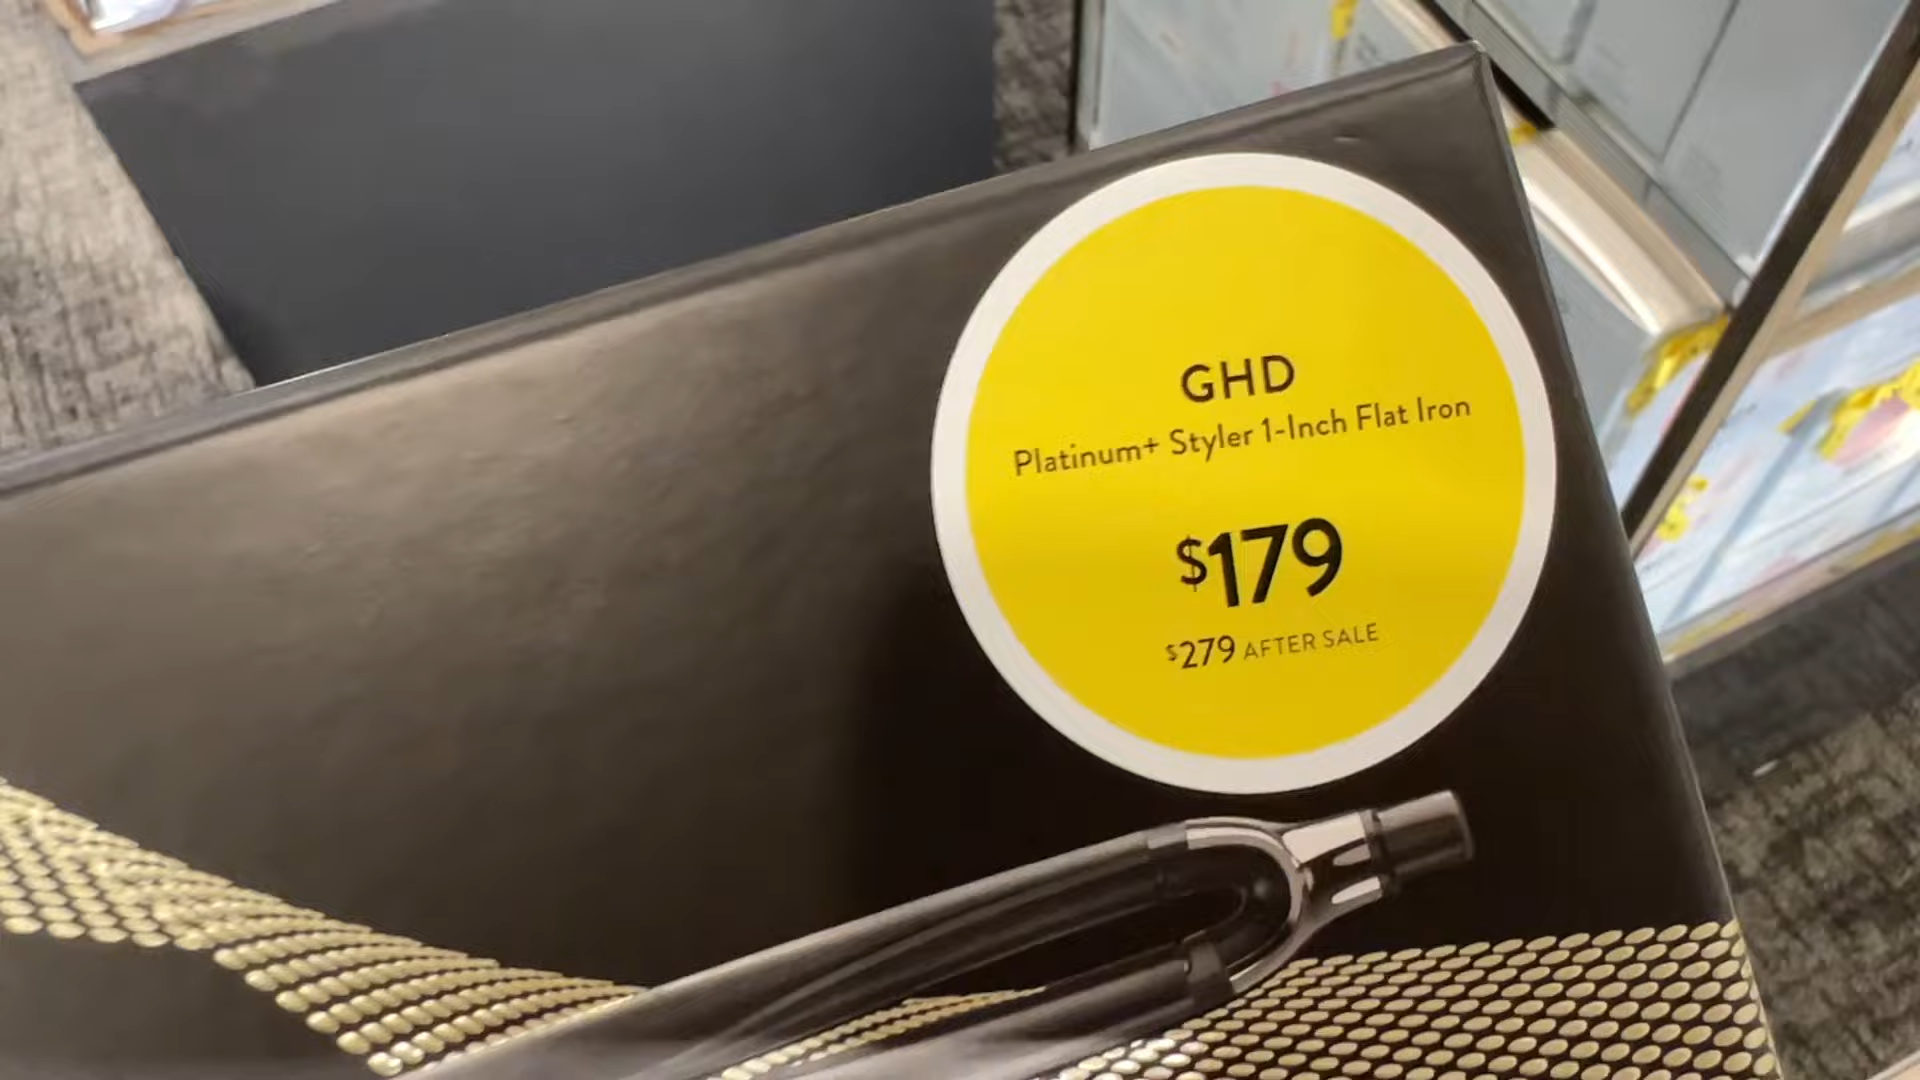 GHD
Platinum+ Styler 1-Inch Flat Iron
$179
$279 AFTER SALE